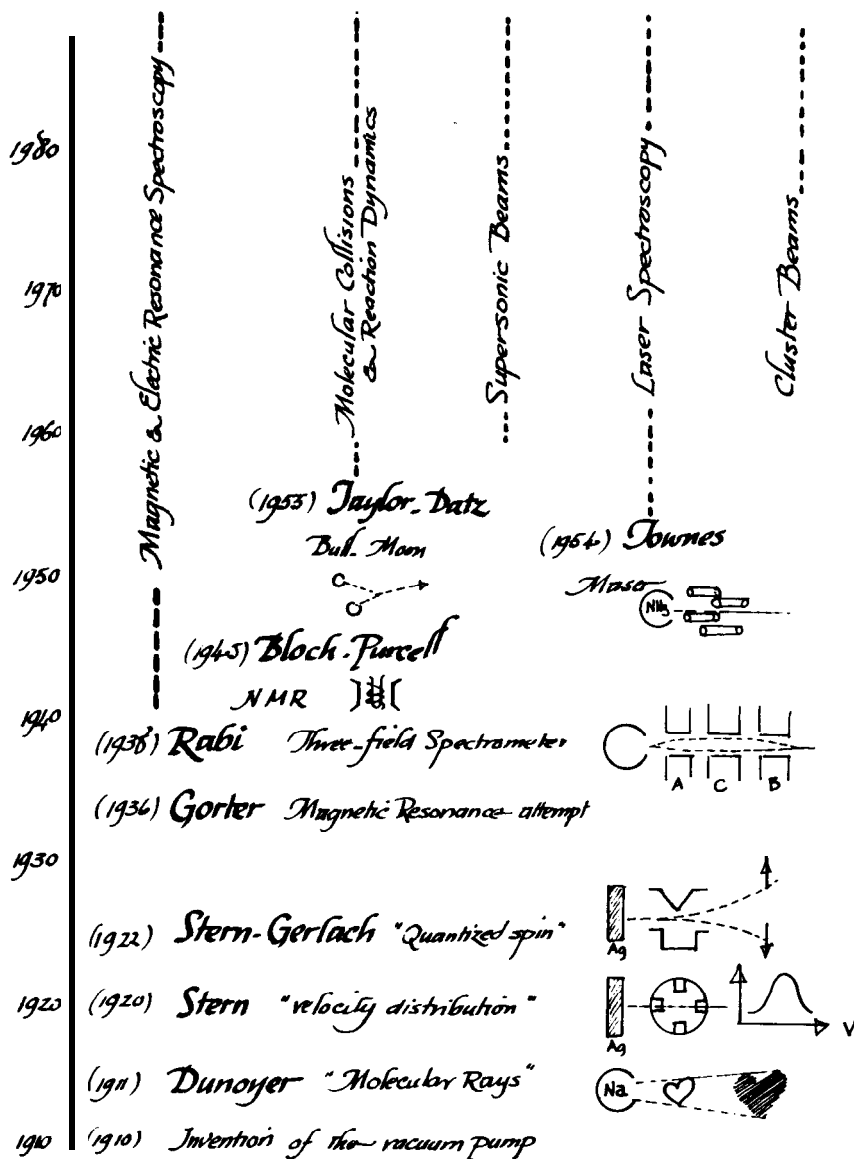 Magnetic & Electric Resonance Spectroscopy
Molecular Collisions
& Reaction Dynamics
Supersonic Beams
Laser Spectroscopy
Cluster Beams
1980
1970
1960
(1955) Taylor-Datz
Bull-Moon
(1954) Townes
Maser
NH3
1950
(1945) Bloch-Purcell
NMR
1940
(1938) Rabi Three-field Spectrometer
A C B
(1936) Gorter Magnetic Resonance attempt
1930
(1922) Stern-Gerlach "Quantized spin"
Ag
1920 (1920) Stern "velocity distribution"
Ag
V
(1911) Dunoyer "Molecular Rays"
Na
1910 (1910) Invention of the vacuum pump